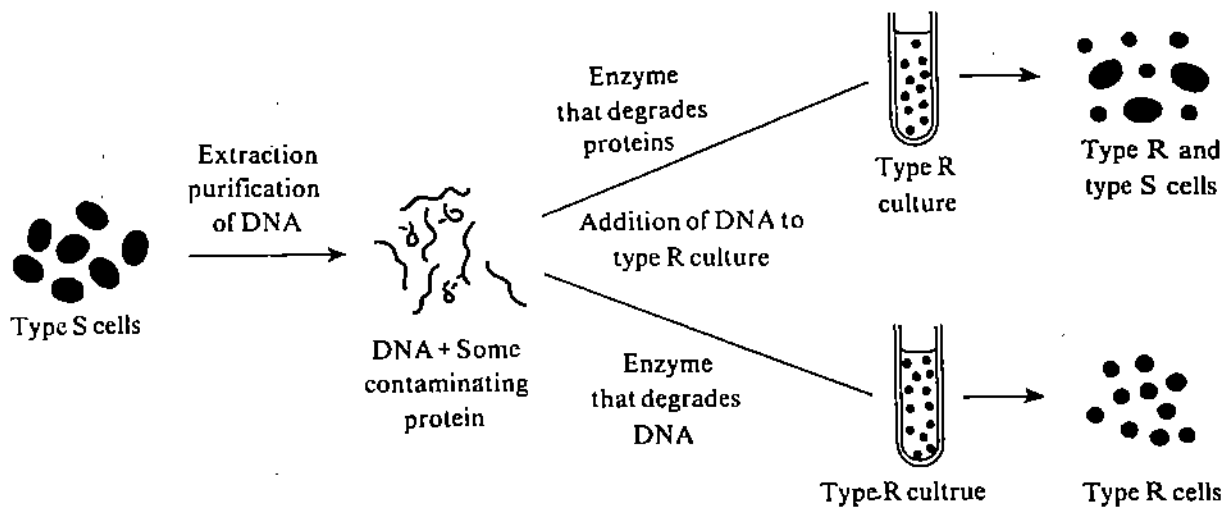 Extraction
purification
of DNA
Type S cells
DNA + Some
contaminating
protein
Enzyme
that degrades
proteins
Addition of DNA to
type R culture
Enzyme
that degrades
DNA
Type R
culture
Type R and
type S cells
Type R cultrue
Type R cells